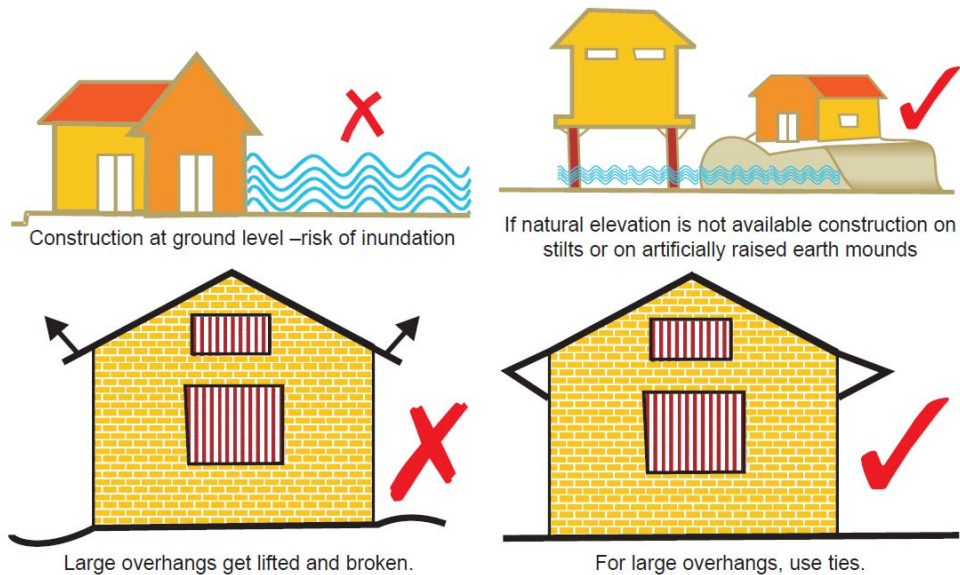 Construction at ground level –risk of inundation
If natural elevation is not available construction on
stilts or on artificially raised earth mounds
Large overhangs get lifted and broken.
For large overhangs, use ties.